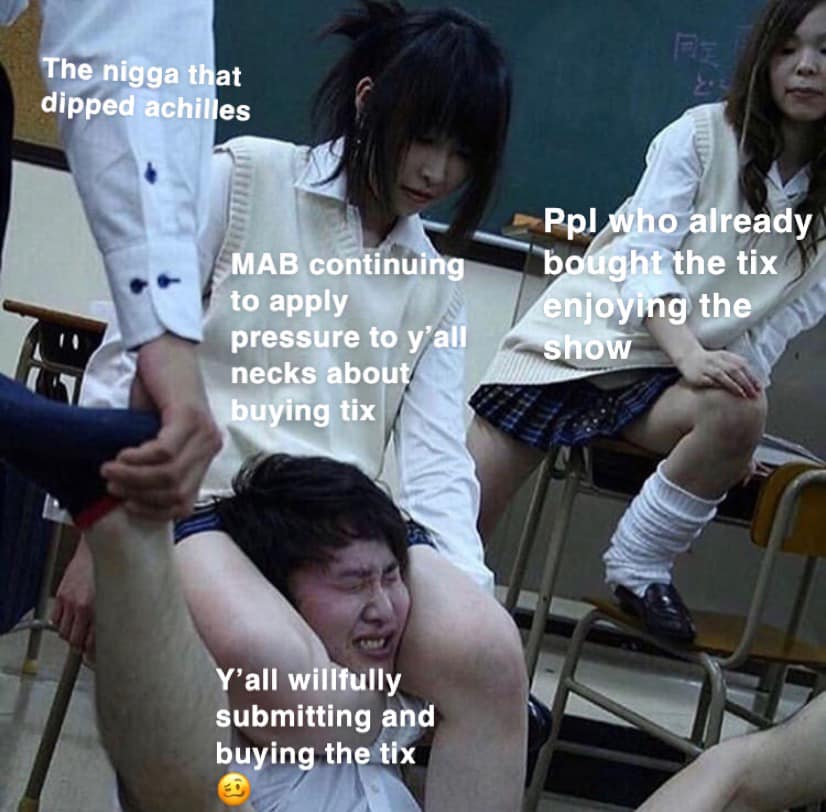 The nigga that
dipped achilles
MAB continuing
to apply
pressure to y’all
necks about
buying tix
Ppl who already
bought the tix
enjoying the
show
Y’all willfully
submitting and
buying the tix
🥴